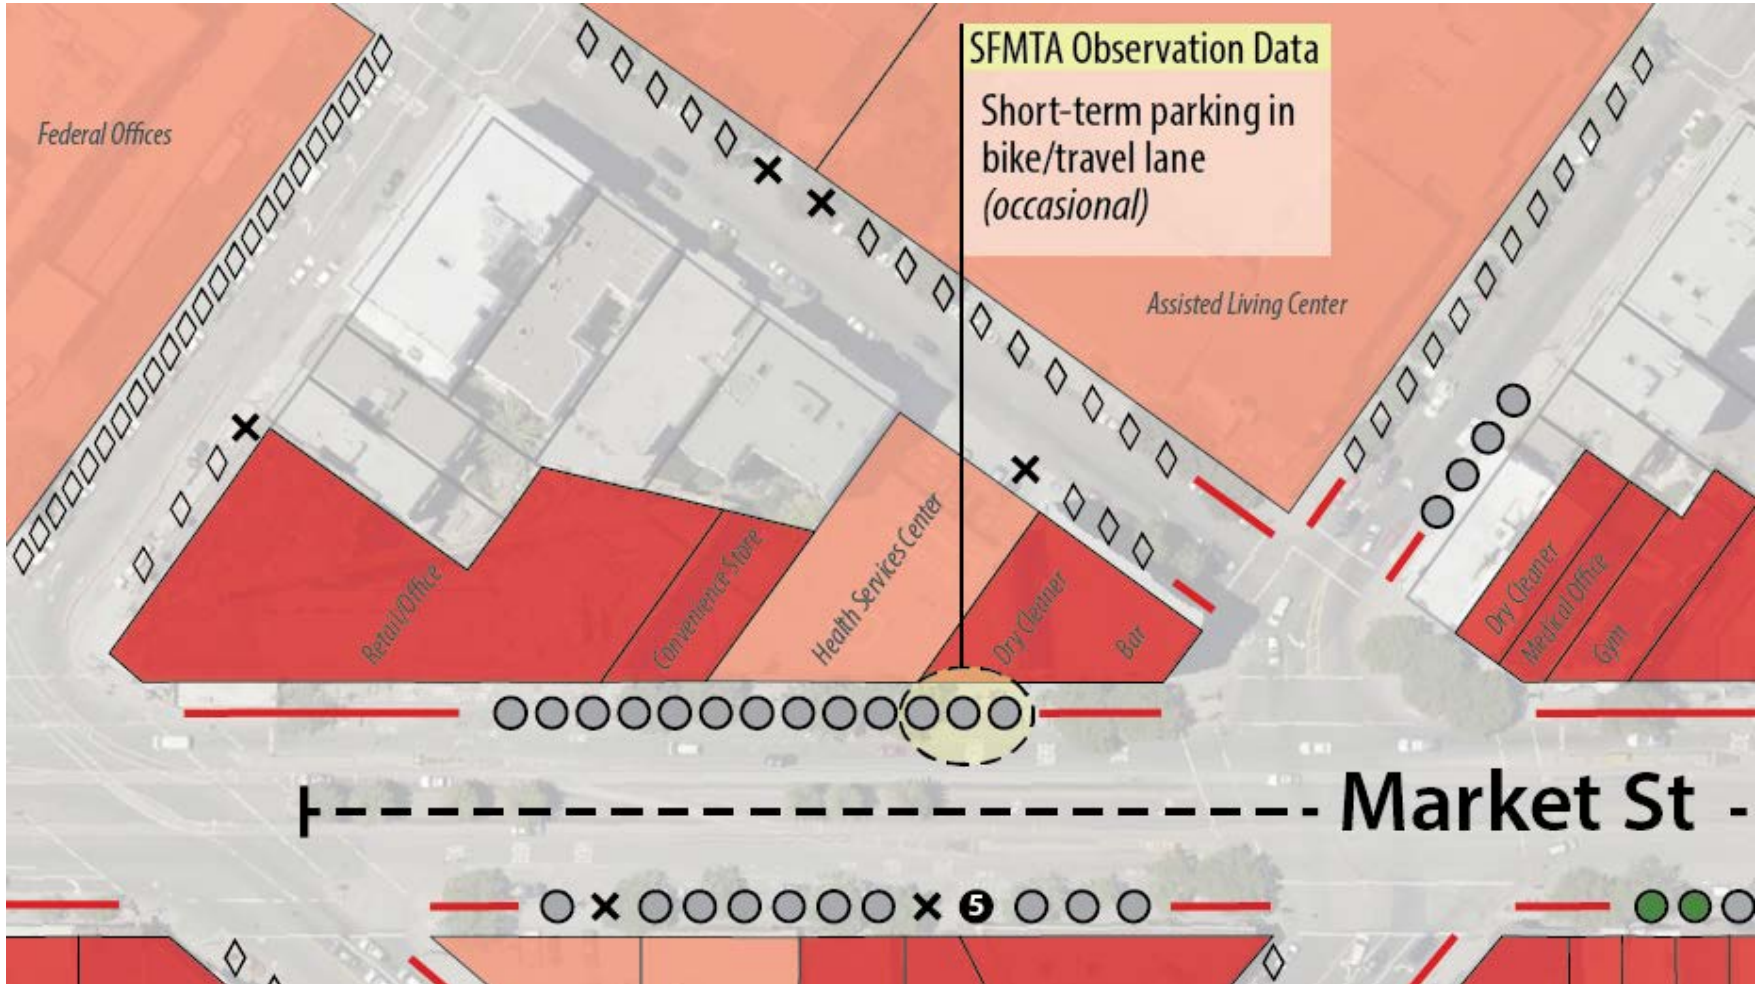 SFMTA Observation Data
Short-term parking in
bike/travel lane
(occasional)
Federal Offices
Assisted Living Center
Retail/Office
Convenience Store
Health Services Center
Dry Cleaner
Bar
Dry Cleaner
Medical Office
Gym
Market St
5